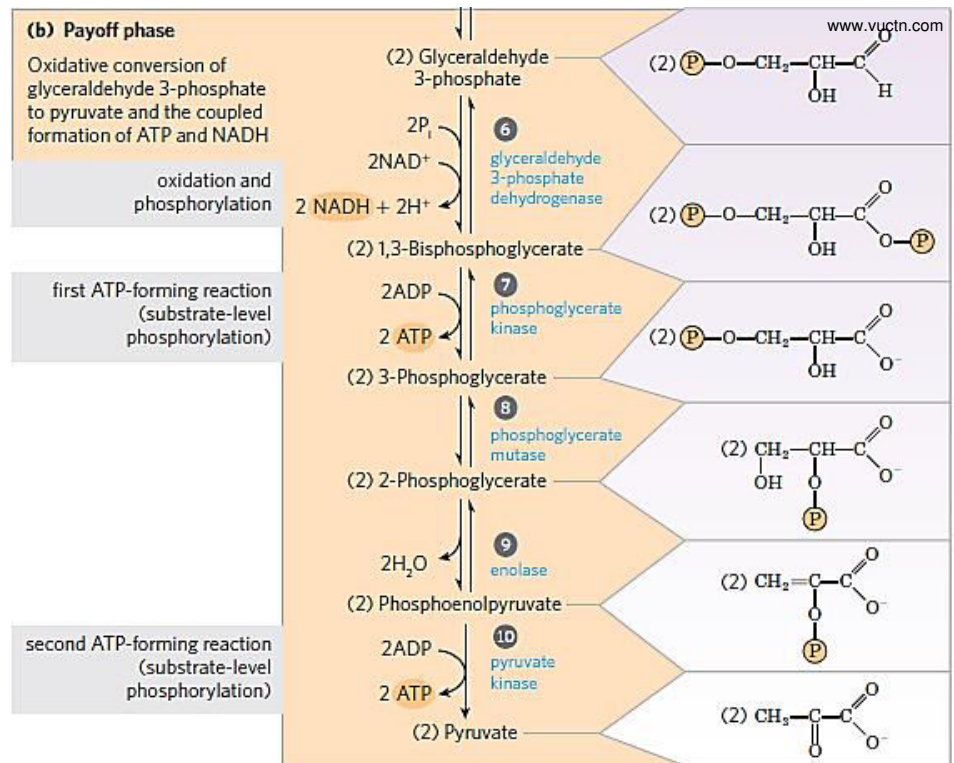 www.vuctn.com
(b) Payoff phase
Oxidative conversion of
glyceraldehyde 3-phosphate
to pyruvate and the coupled
formation of ATP and NADH
(2) Glyceraldehyde
3-phosphate
(2) P—O—CH₂—CH—C
O
H
OH
2Pᵢ
2NAD⁺
2 NADH + 2H⁺
6
glyceraldehyde
3-phosphate
dehydrogenase
oxidation and
phosphorylation
(2) 1,3-Bisphosphoglycerate
(2) P—O—CH₂—CH—C
O
O—P
OH
first ATP-forming reaction
(substrate-level
phosphorylation)
2ADP
2 ATP
7
phosphoglycerate
kinase
(2) 3-Phosphoglycerate
(2) P—O—CH₂—CH—C
O
O⁻
OH
8
phosphoglycerate
mutase
(2) 2-Phosphoglycerate
(2) CH₂—CH—C
O
O⁻
OH O
P
2H₂O
9
enolase
(2) Phosphoenolpyruvate
(2) CH₂=C—C
O
O⁻
O
P
second ATP-forming reaction
(substrate-level
phosphorylation)
2ADP
2 ATP
10
pyruvate
kinase
(2) Pyruvate
(2) CH₃—C—C
O
O⁻
O